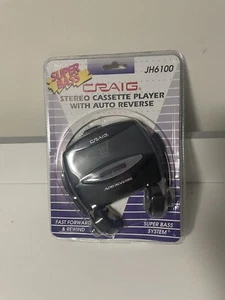 SUPER
BASS
CRAIG
JH6100
STEREO CASSETTE PLAYER
WITH AUTO REVERSE
CRAIG
AUTO REVERSE
FAST FORWARD
& REWIND
SUPER BASS
SYSTEM